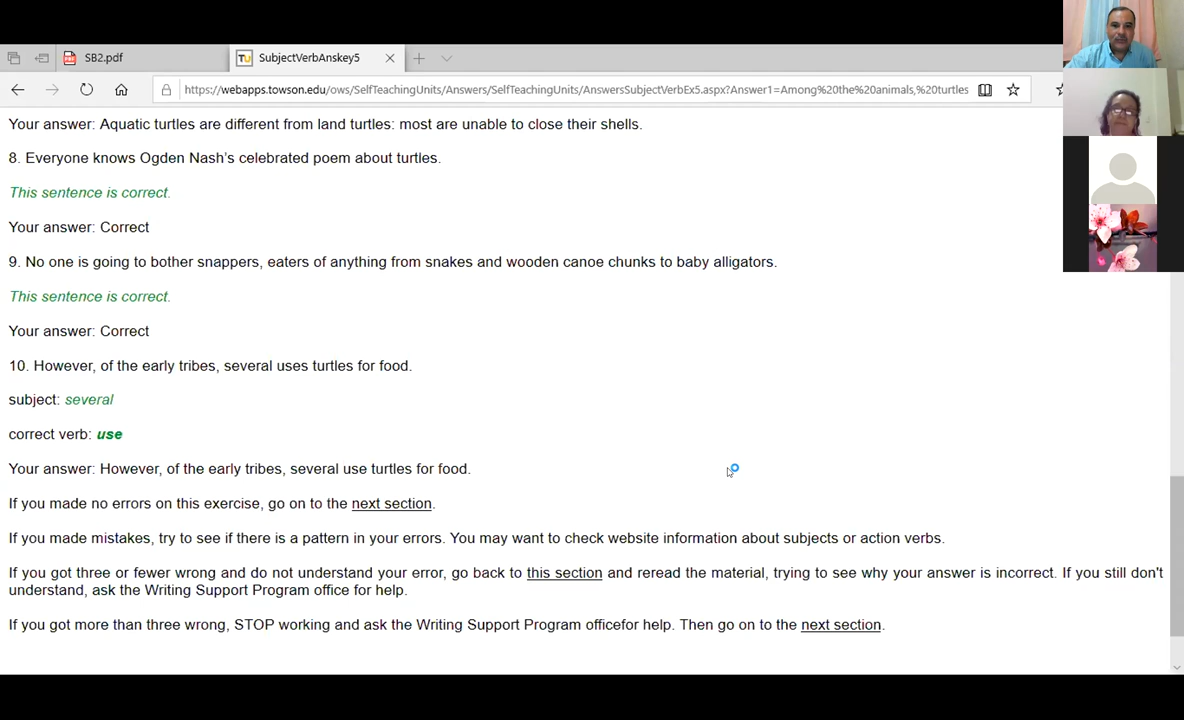 SB2.pdf
SubjectVerbAnskey5
https://webapps.towson.edu/ows/SelfTeachingUnits/Answers/SelfTeachingUnits/AnswersSubjectVerbEx5.aspx?Answer1=Among%20the%20animals,%20turtles
Your answer: Aquatic turtles are different from land turtles: most are unable to close their shells.
8. Everyone knows Ogden Nash's celebrated poem about turtles.
This sentence is correct.
Your answer: Correct
9. No one is going to bother snappers, eaters of anything from snakes and wooden canoe chunks to baby alligators.
This sentence is correct.
Your answer: Correct
10. However, of the early tribes, several uses turtles for food.
subject: several
correct verb: use
Your answer: However, of the early tribes, several use turtles for food.
If you made no errors on this exercise, go on to the next section.
If you made mistakes, try to see if there is a pattern in your errors. You may want to check website information about subjects or action verbs.
If you got three or fewer wrong and do not understand your error, go back to this section and reread the material, trying to see why your answer is incorrect. If you still don't
understand, ask the Writing Support Program office for help.
If you got more than three wrong, STOP working and ask the Writing Support Program officefor help. Then go on to the next section.